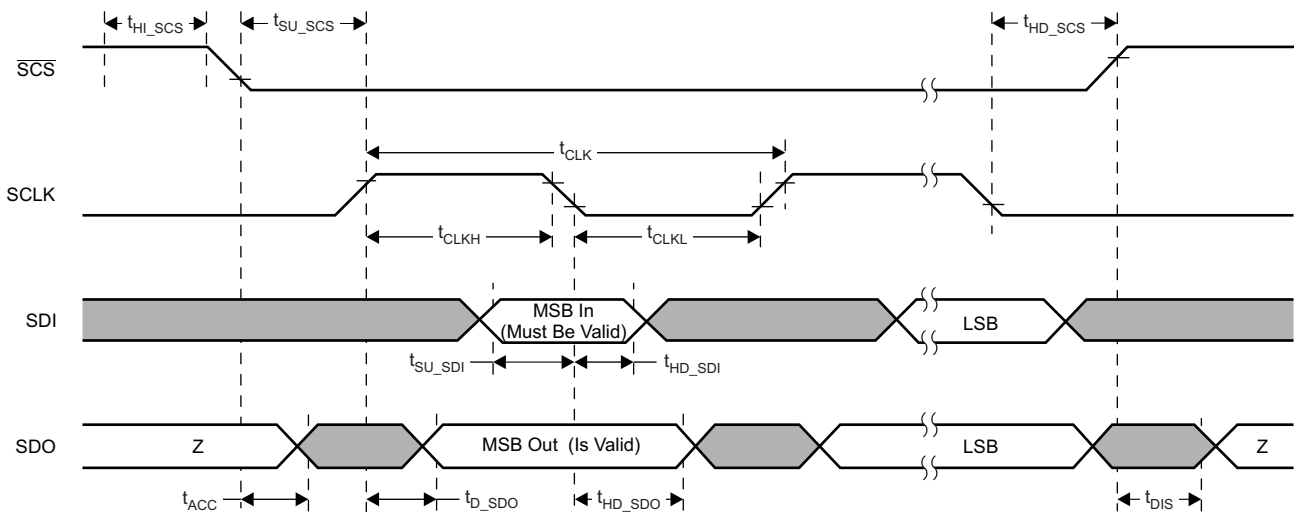 tHI_SCS
tSU_SCS
tHD_SCS
SCS
tCLK
SCLK
tCLKH
tCLKL
SDI
MSB In
(Must Be Valid)
LSB
tSU_SDI
tHD_SDI
SDO
Z
MSB Out (Is Valid)
LSB
Z
tACC
tD_SDO
tHD_SDO
tDIS